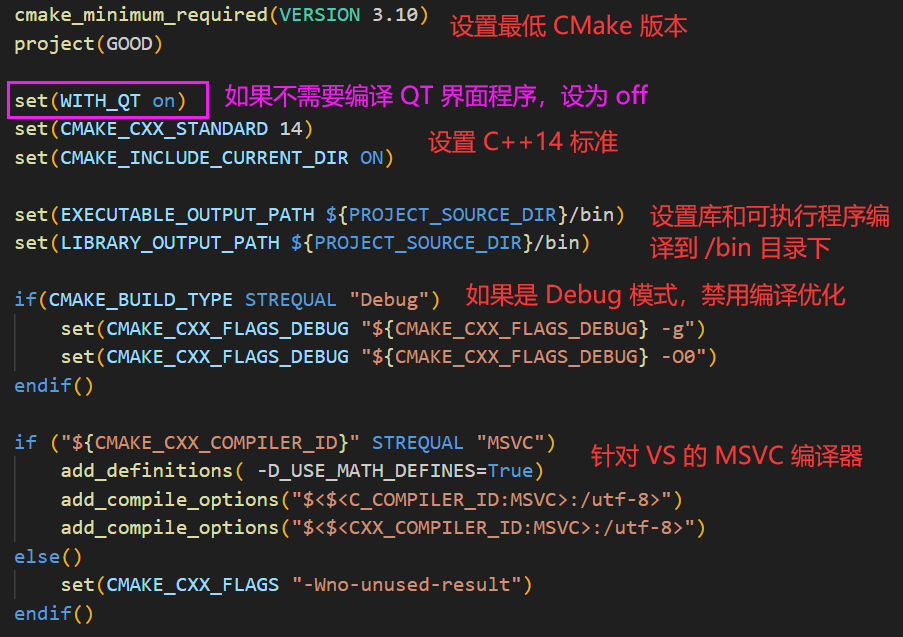 cmake_minimum_required(VERSION 3.10)
设置最低 CMake 版本
project(GOOD)
set(WITH_QT on)
如果不需要编译 QT 界面程序，设为 off
set(CMAKE_CXX_STANDARD 14)
设置 C++14 标准
set(CMAKE_INCLUDE_CURRENT_DIR ON)
set(EXECUTABLE_OUTPUT_PATH ${PROJECT_SOURCE_DIR}/bin)
设置库和可执行程序编
set(LIBRARY_OUTPUT_PATH ${PROJECT_SOURCE_DIR}/bin)
译到 /bin 目录下
if(CMAKE_BUILD_TYPE STREQUAL "Debug")
如果是 Debug 模式，禁用编译优化
set(CMAKE_CXX_FLAGS_DEBUG "${CMAKE_CXX_FLAGS_DEBUG} -g")
set(CMAKE_CXX_FLAGS_DEBUG "${CMAKE_CXX_FLAGS_DEBUG} -O0")
endif()
if ("${CMAKE_CXX_COMPILER_ID}" STREQUAL "MSVC")
针对 VS 的 MSVC 编译器
add_definitions( -D_USE_MATH_DEFINES=True)
add_compile_options("$<$<C_COMPILER_ID:MSVC>:/utf-8>")
add_compile_options("$<$<CXX_COMPILER_ID:MSVC>:/utf-8>")
else()
set(CMAKE_CXX_FLAGS "-Wno-unused-result")
endif()